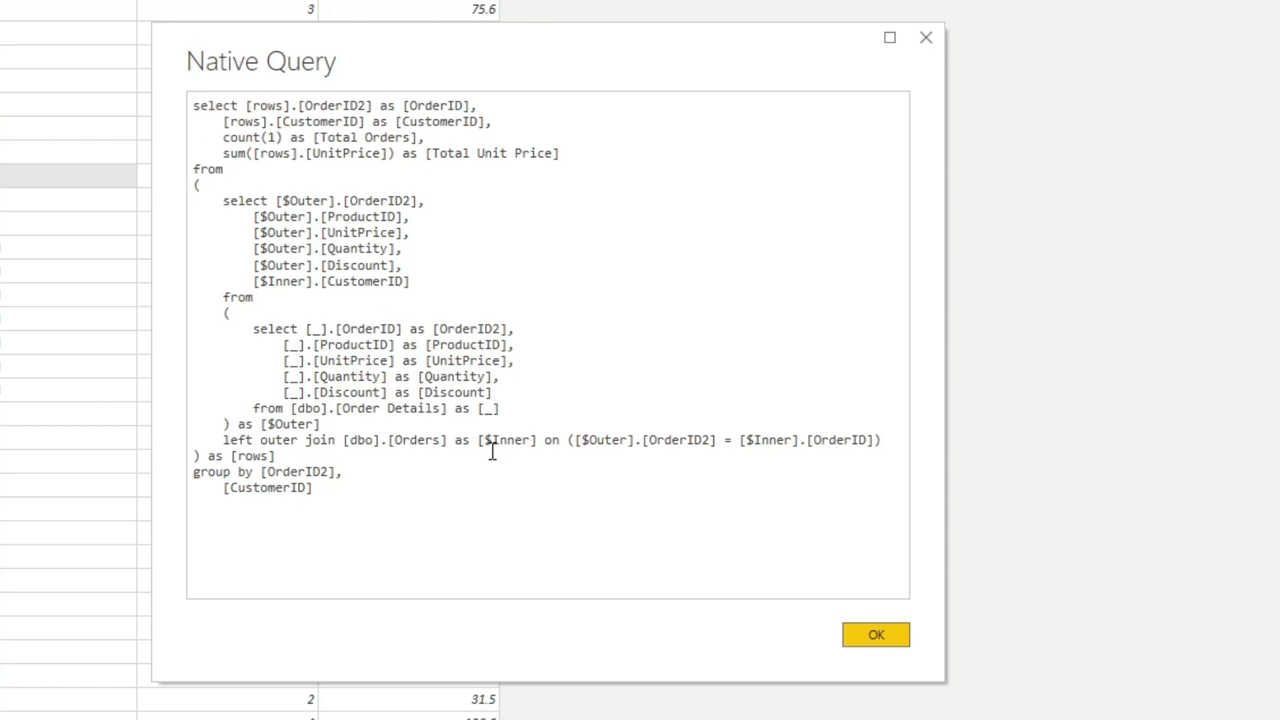 3 75.6
Native Query
select [rows].[OrderID2] as [OrderID],
[rows].[CustomerID] as [CustomerID],
count(1) as [Total Orders],
sum([rows].[UnitPrice]) as [Total Unit Price]
from
(
select [$Outer].[OrderID2],
[$Outer].[ProductID],
[$Outer].[UnitPrice],
[$Outer].[Quantity],
[$Outer].[Discount],
[$Inner].[CustomerID]
from
(
select [_].[OrderID] as [OrderID2],
[_].[ProductID] as [ProductID],
[_].[UnitPrice] as [UnitPrice],
[_].[Quantity] as [Quantity],
[_].[Discount] as [Discount]
from [dbo].[Order Details] as [_]
) as [$Outer]
left outer join [dbo].[Orders] as [$Inner] on ([$Outer].[OrderID2] = [$Inner].[OrderID])
) as [rows]
group by [OrderID2],
[CustomerID]
OK
2 31.5